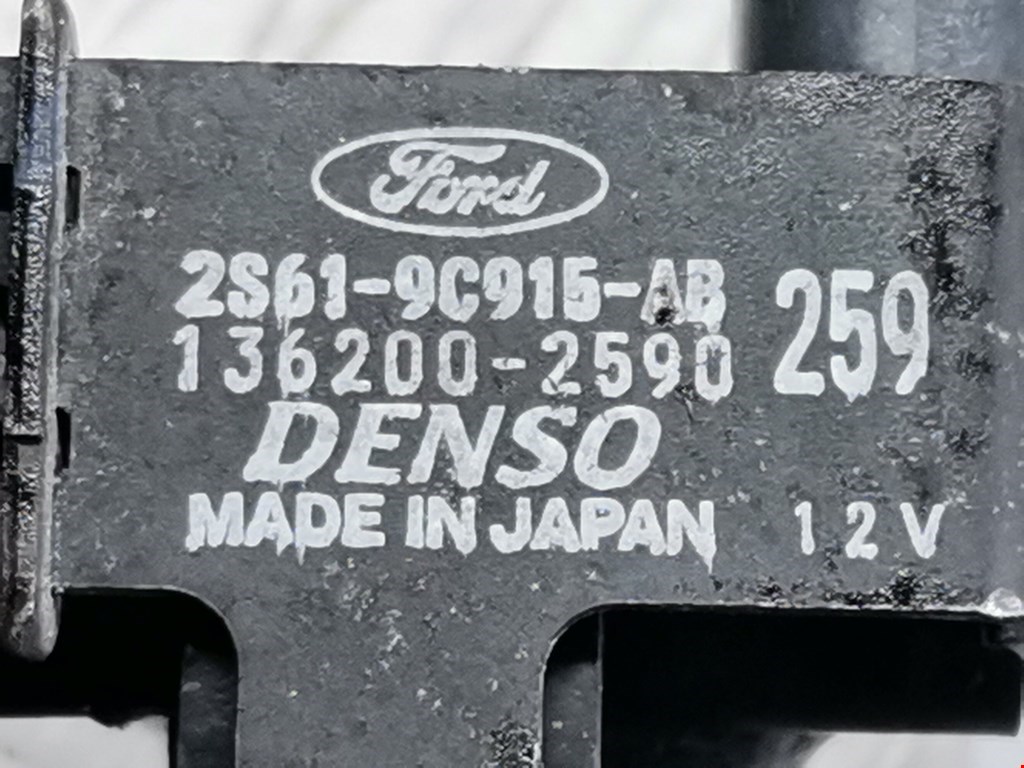 Ford
2S61-9C915-AB
136200-2590
259
DENSO
MADE IN JAPAN
12V